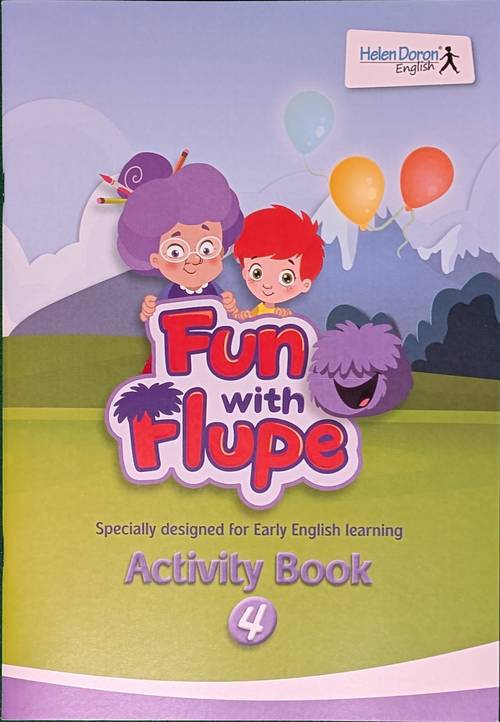 Helen Doron®
English
Fun
with
Flupe
Specially designed for Early English learning
Activity Book
4